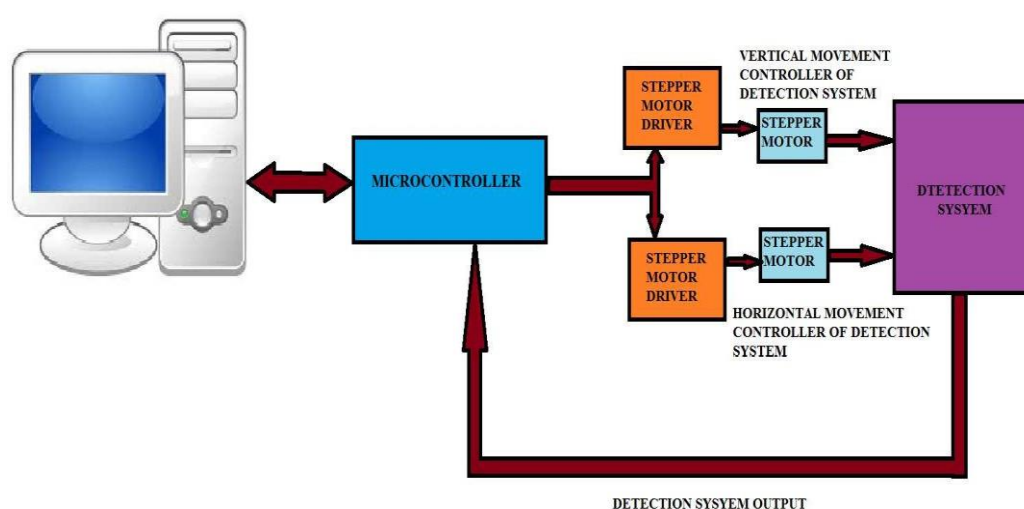 VERTICAL MOVEMENT
CONTROLLER OF
DETECTION SYSTEM
STEPPER
MOTOR
DRIVER
STEPPER
MOTOR
MICROCONTROLLER
DTETECTION
SYSYEM
STEPPER
MOTOR
DRIVER
STEPPER
MOTOR
HORIZONTAL MOVEMENT
CONTROLLER OF DETECTION
SYSTEM
DETECTION SYSYEM OUTPUT